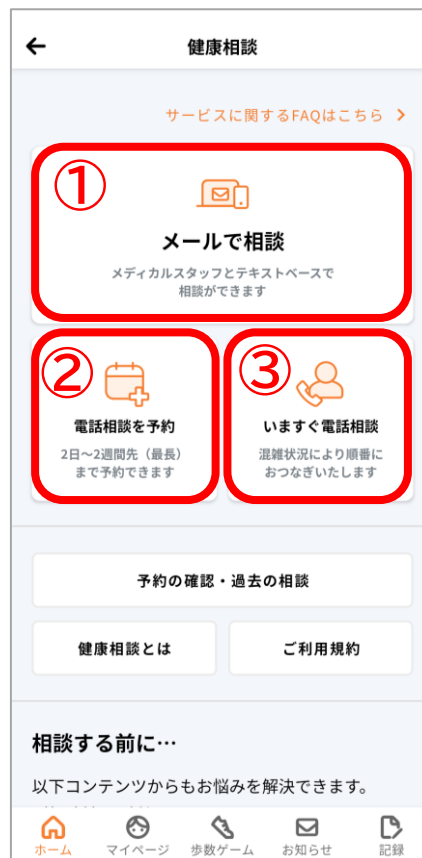 健康相談
サービスに関するFAQはこちら
①
メールで相談
メディカルスタッフとテキストベースで
相談ができます
②
電話相談を予約
2日～2週間先（最長）
まで予約できます
③
いますぐ電話相談
混雑状況により順番に
おつなぎいたします
予約の確認・過去の相談
健康相談とは
ご利用規約
相談する前に…
以下コンテンツからもお悩みを解決できます。
ホーム
マイページ
歩数ゲーム
お知らせ
記録